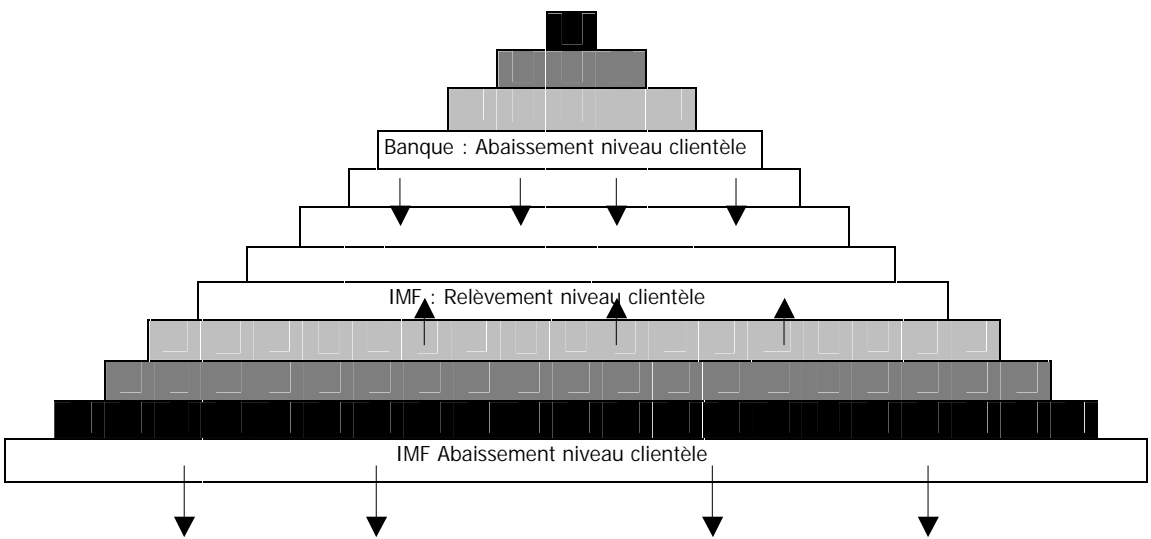 Banque : Abaissement niveau clientèle
IMF : Relèvement niveau clientèle
IMF Abaissement niveau clientèle